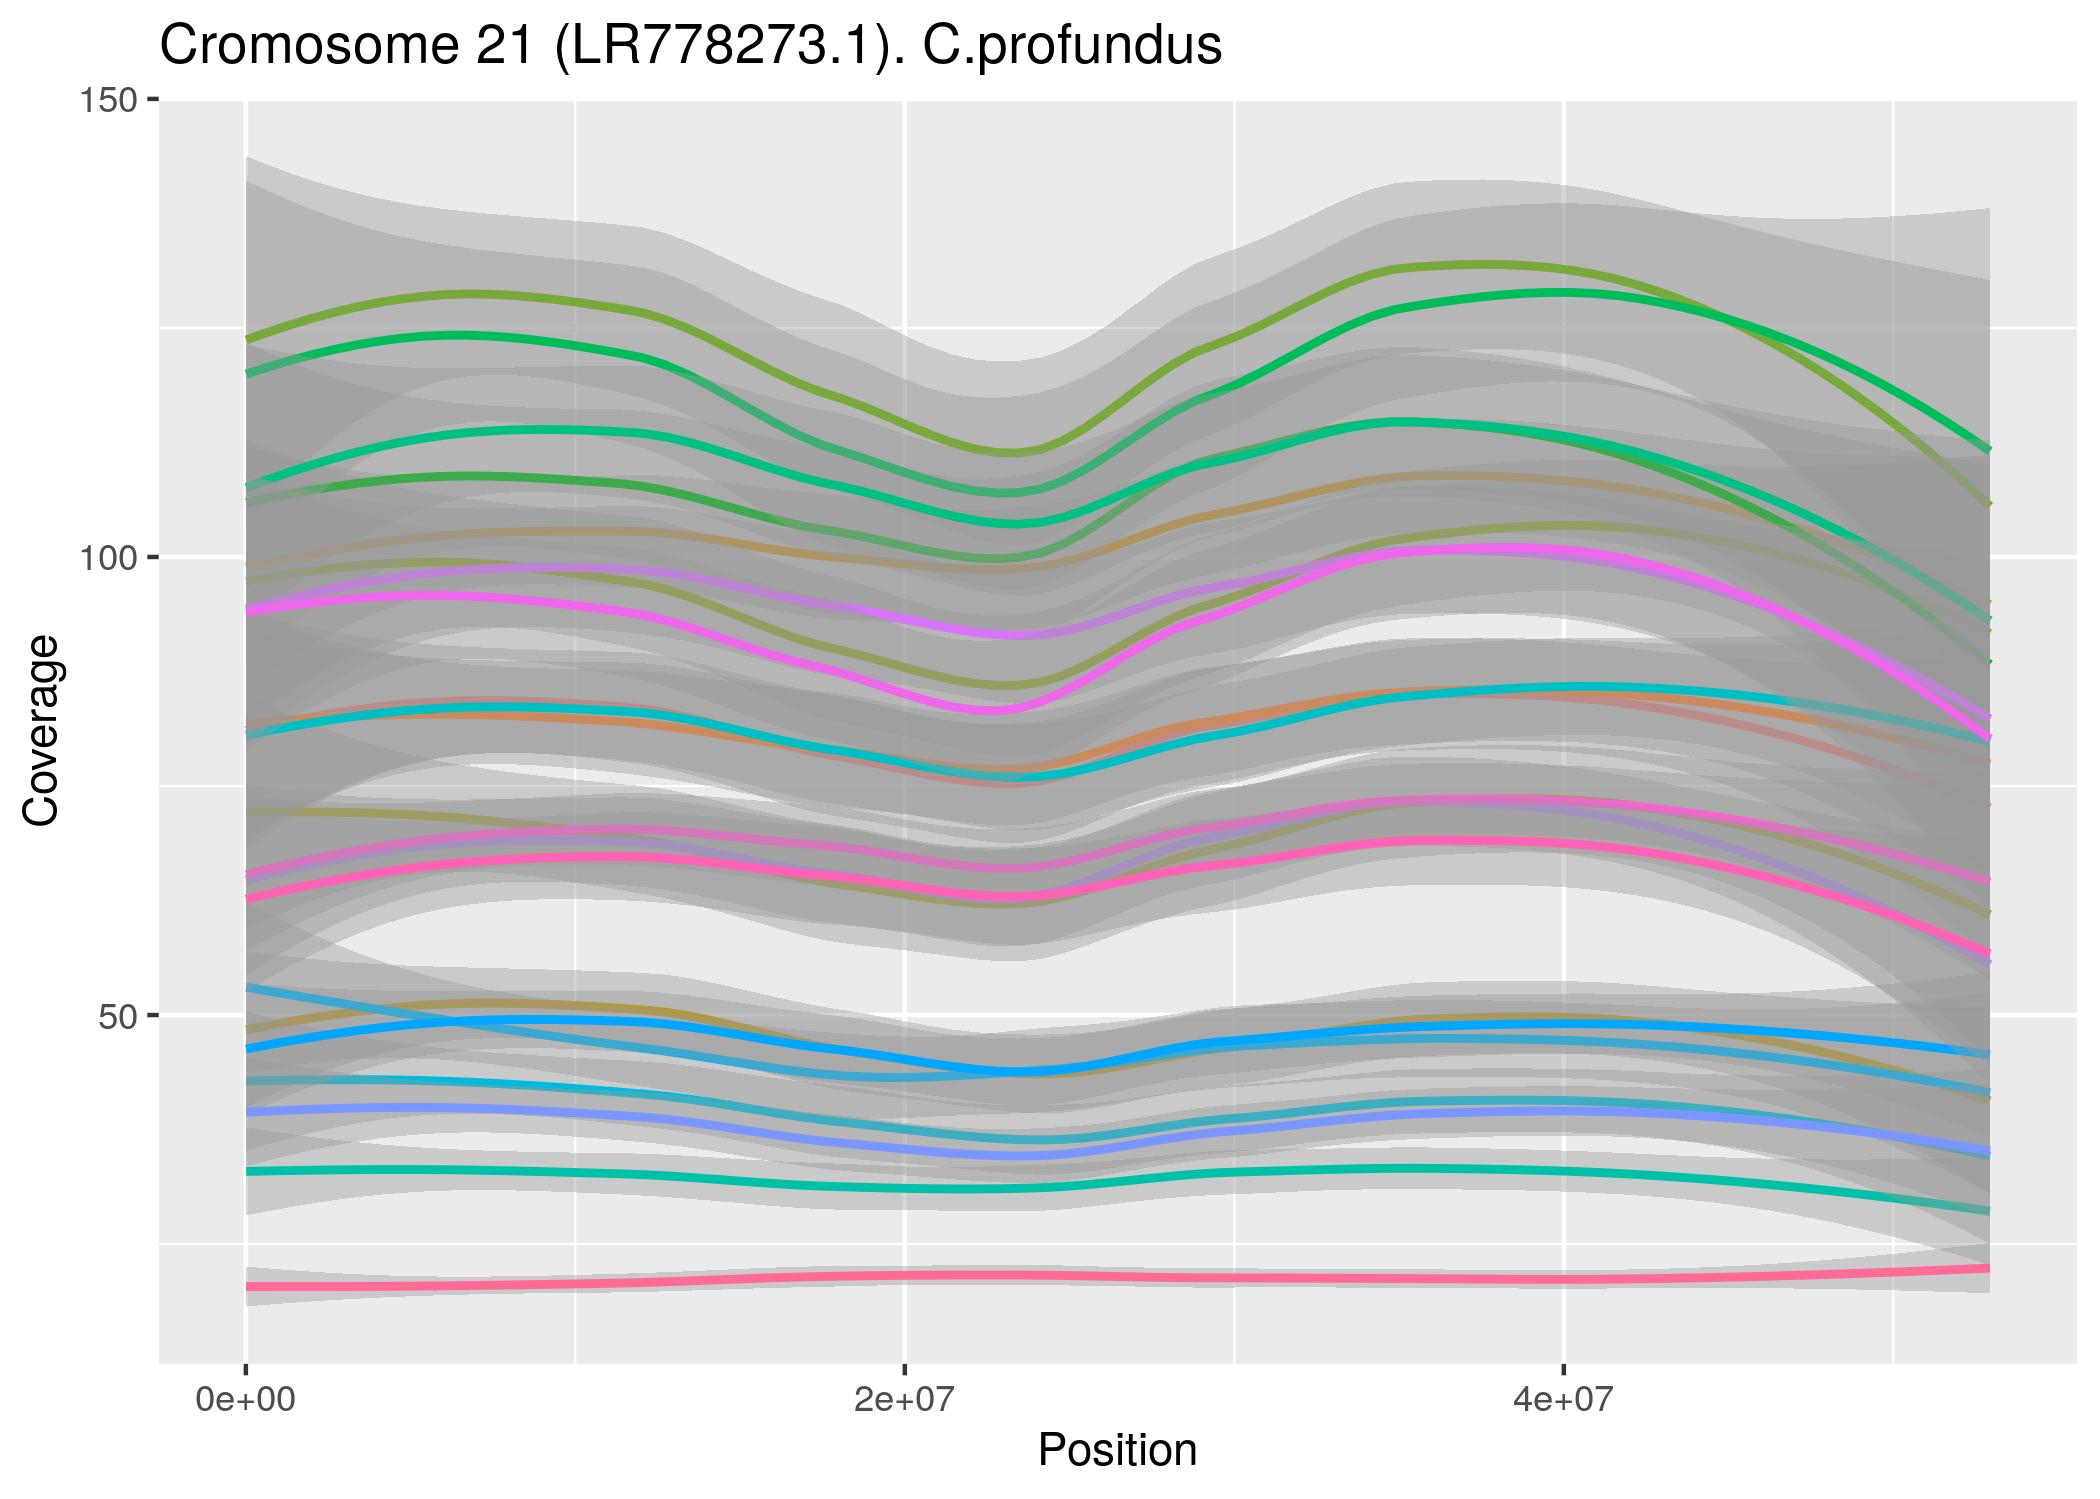 Cromosome 21 (LR778273.1). C.profundus
150
100
50
Coverage
0e+00 2e+07 4e+07
Position